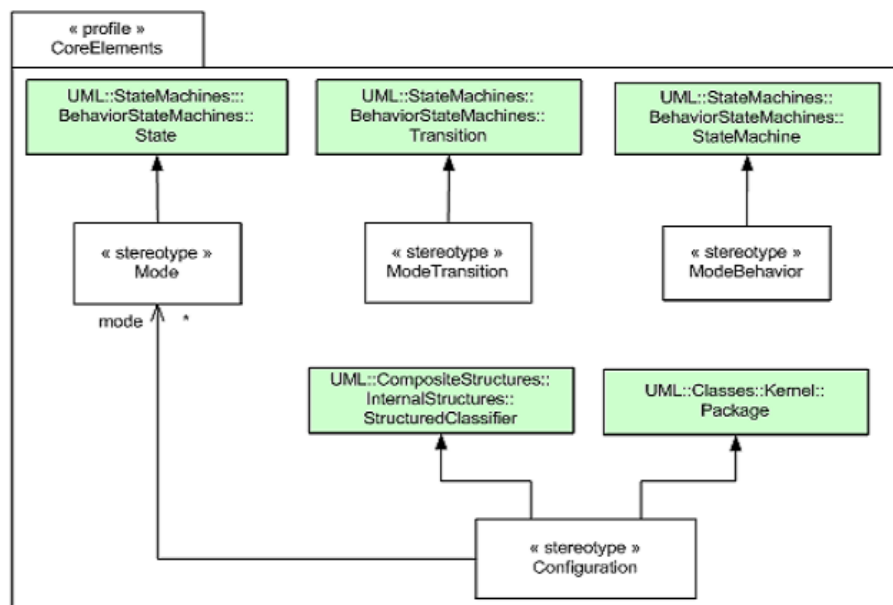 « profile »
CoreElements
UML::StateMachines:::
BehaviorStateMachines::
State
UML::StateMachines::
BehaviorStateMachines::
Transition
UML::StateMachines::
BehaviorStateMachines::
StateMachine
« stereotype »
Mode
« stereotype »
ModeTransition
« stereotype »
ModeBehavior
mode *
UML::CompositeStructures::
InternalStructures::
StructuredClassifier
UML::Classes::Kernel::
Package
« stereotype »
Configuration